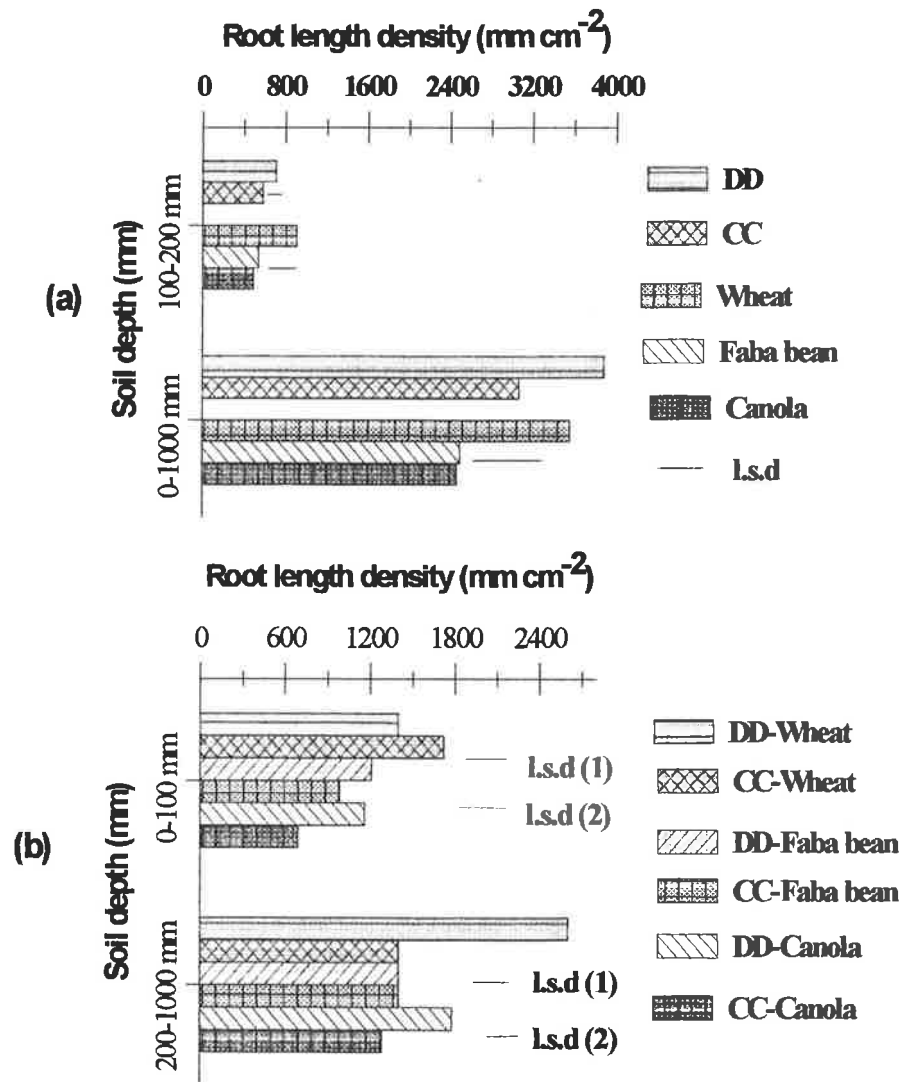 Root length density (mm cm⁻²)
0 800 1600 2400 3200 4000
Soil depth (mm)
100-200 mm
0-1000 mm
(a)
DD
CC
Wheat
Faba bean
Canola
l.s.d
Root length density (mm cm⁻²)
0 600 1200 1800 2400
Soil depth (mm)
0-100 mm
200-1000 mm
(b)
l.s.d (1)
l.s.d (2)
l.s.d (1)
l.s.d (2)
DD-Wheat
CC-Wheat
DD-Faba bean
CC-Faba bean
DD-Canola
CC-Canola